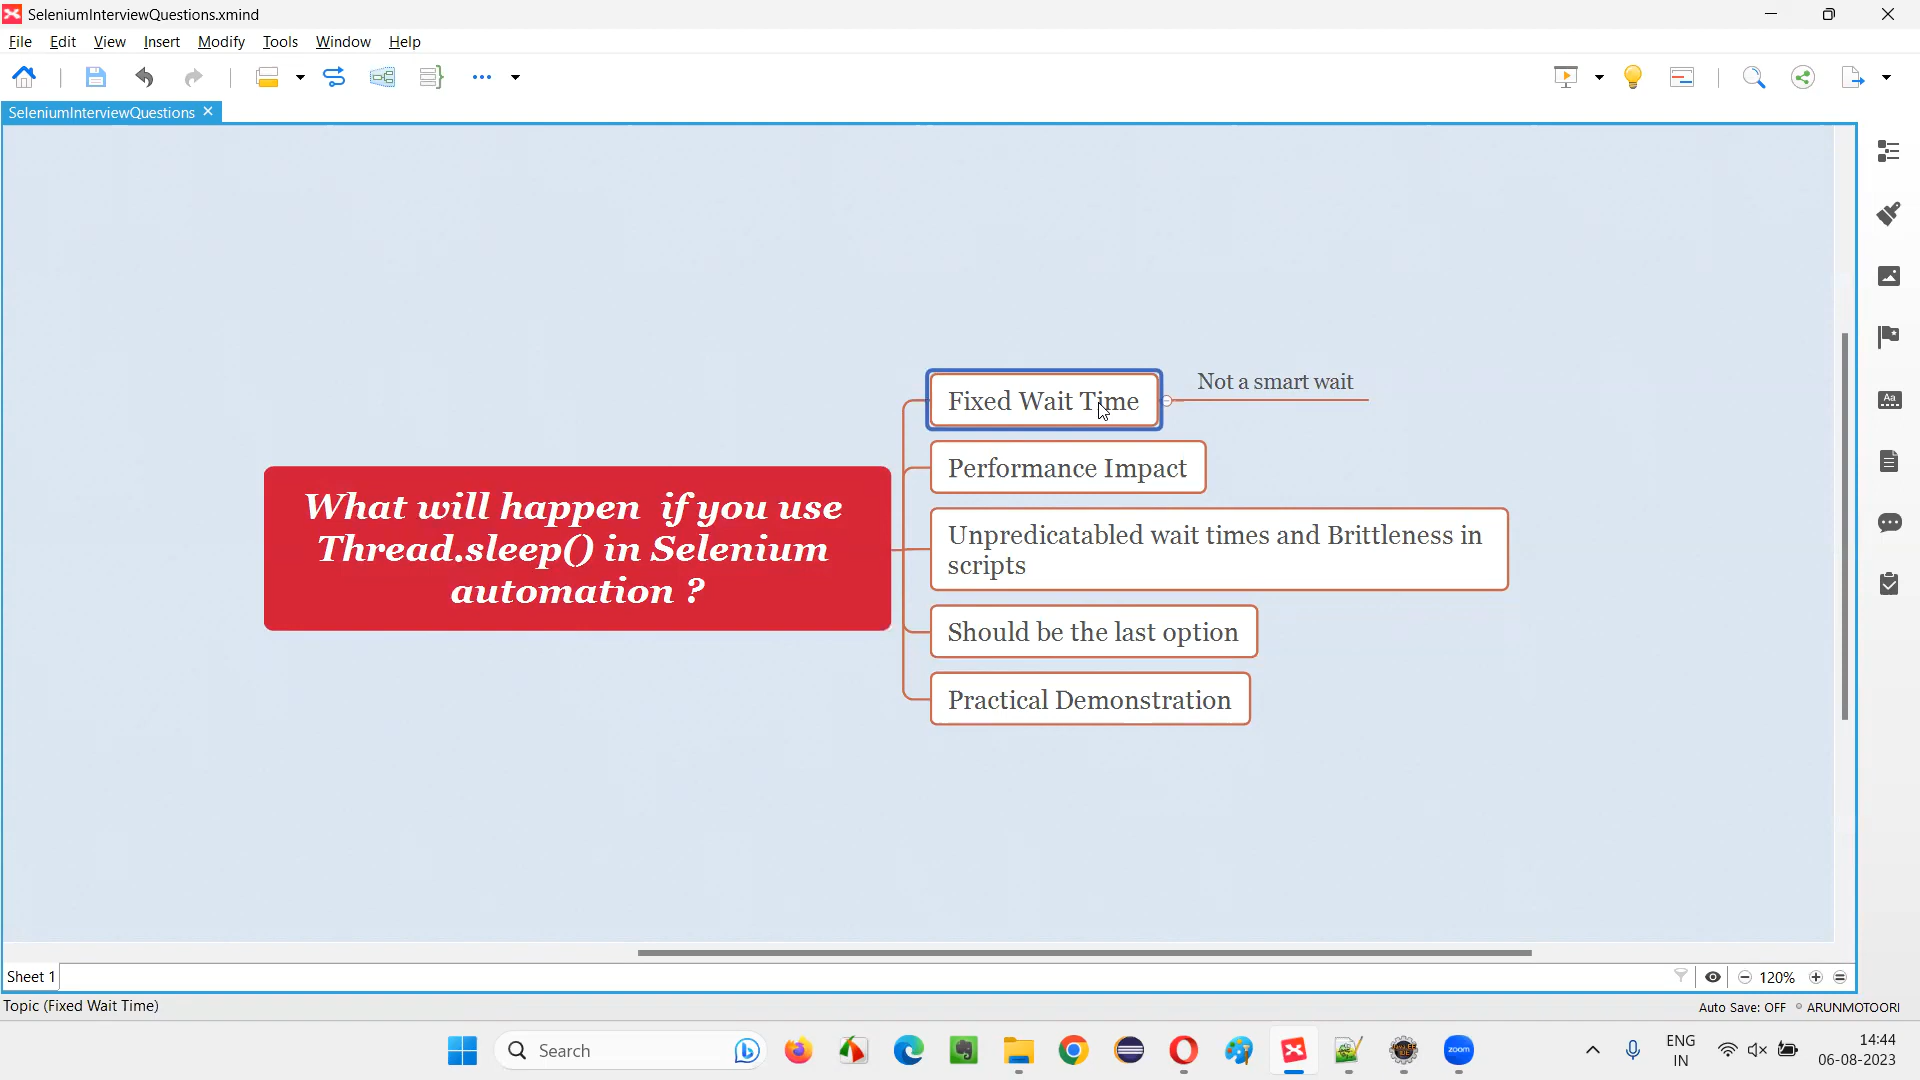 SeleniumInterviewQuestions.xmind
File Edit View Insert Modify Tools Window Help
SeleniumInterviewQuestions
Fixed Wait Time
Not a smart wait
Performance Impact
What will happen if you use
Thread.sleep() in Selenium
automation ?
Unpredicatabled wait times and Brittleness in
scripts
Should be the last option
Practical Demonstration
Aa
Sheet 1
120%
Topic (Fixed Wait Time)
Auto Save: OFF
ARUNMOTOORI
Search
zoom
ENG
IN
14:44
06-08-2023